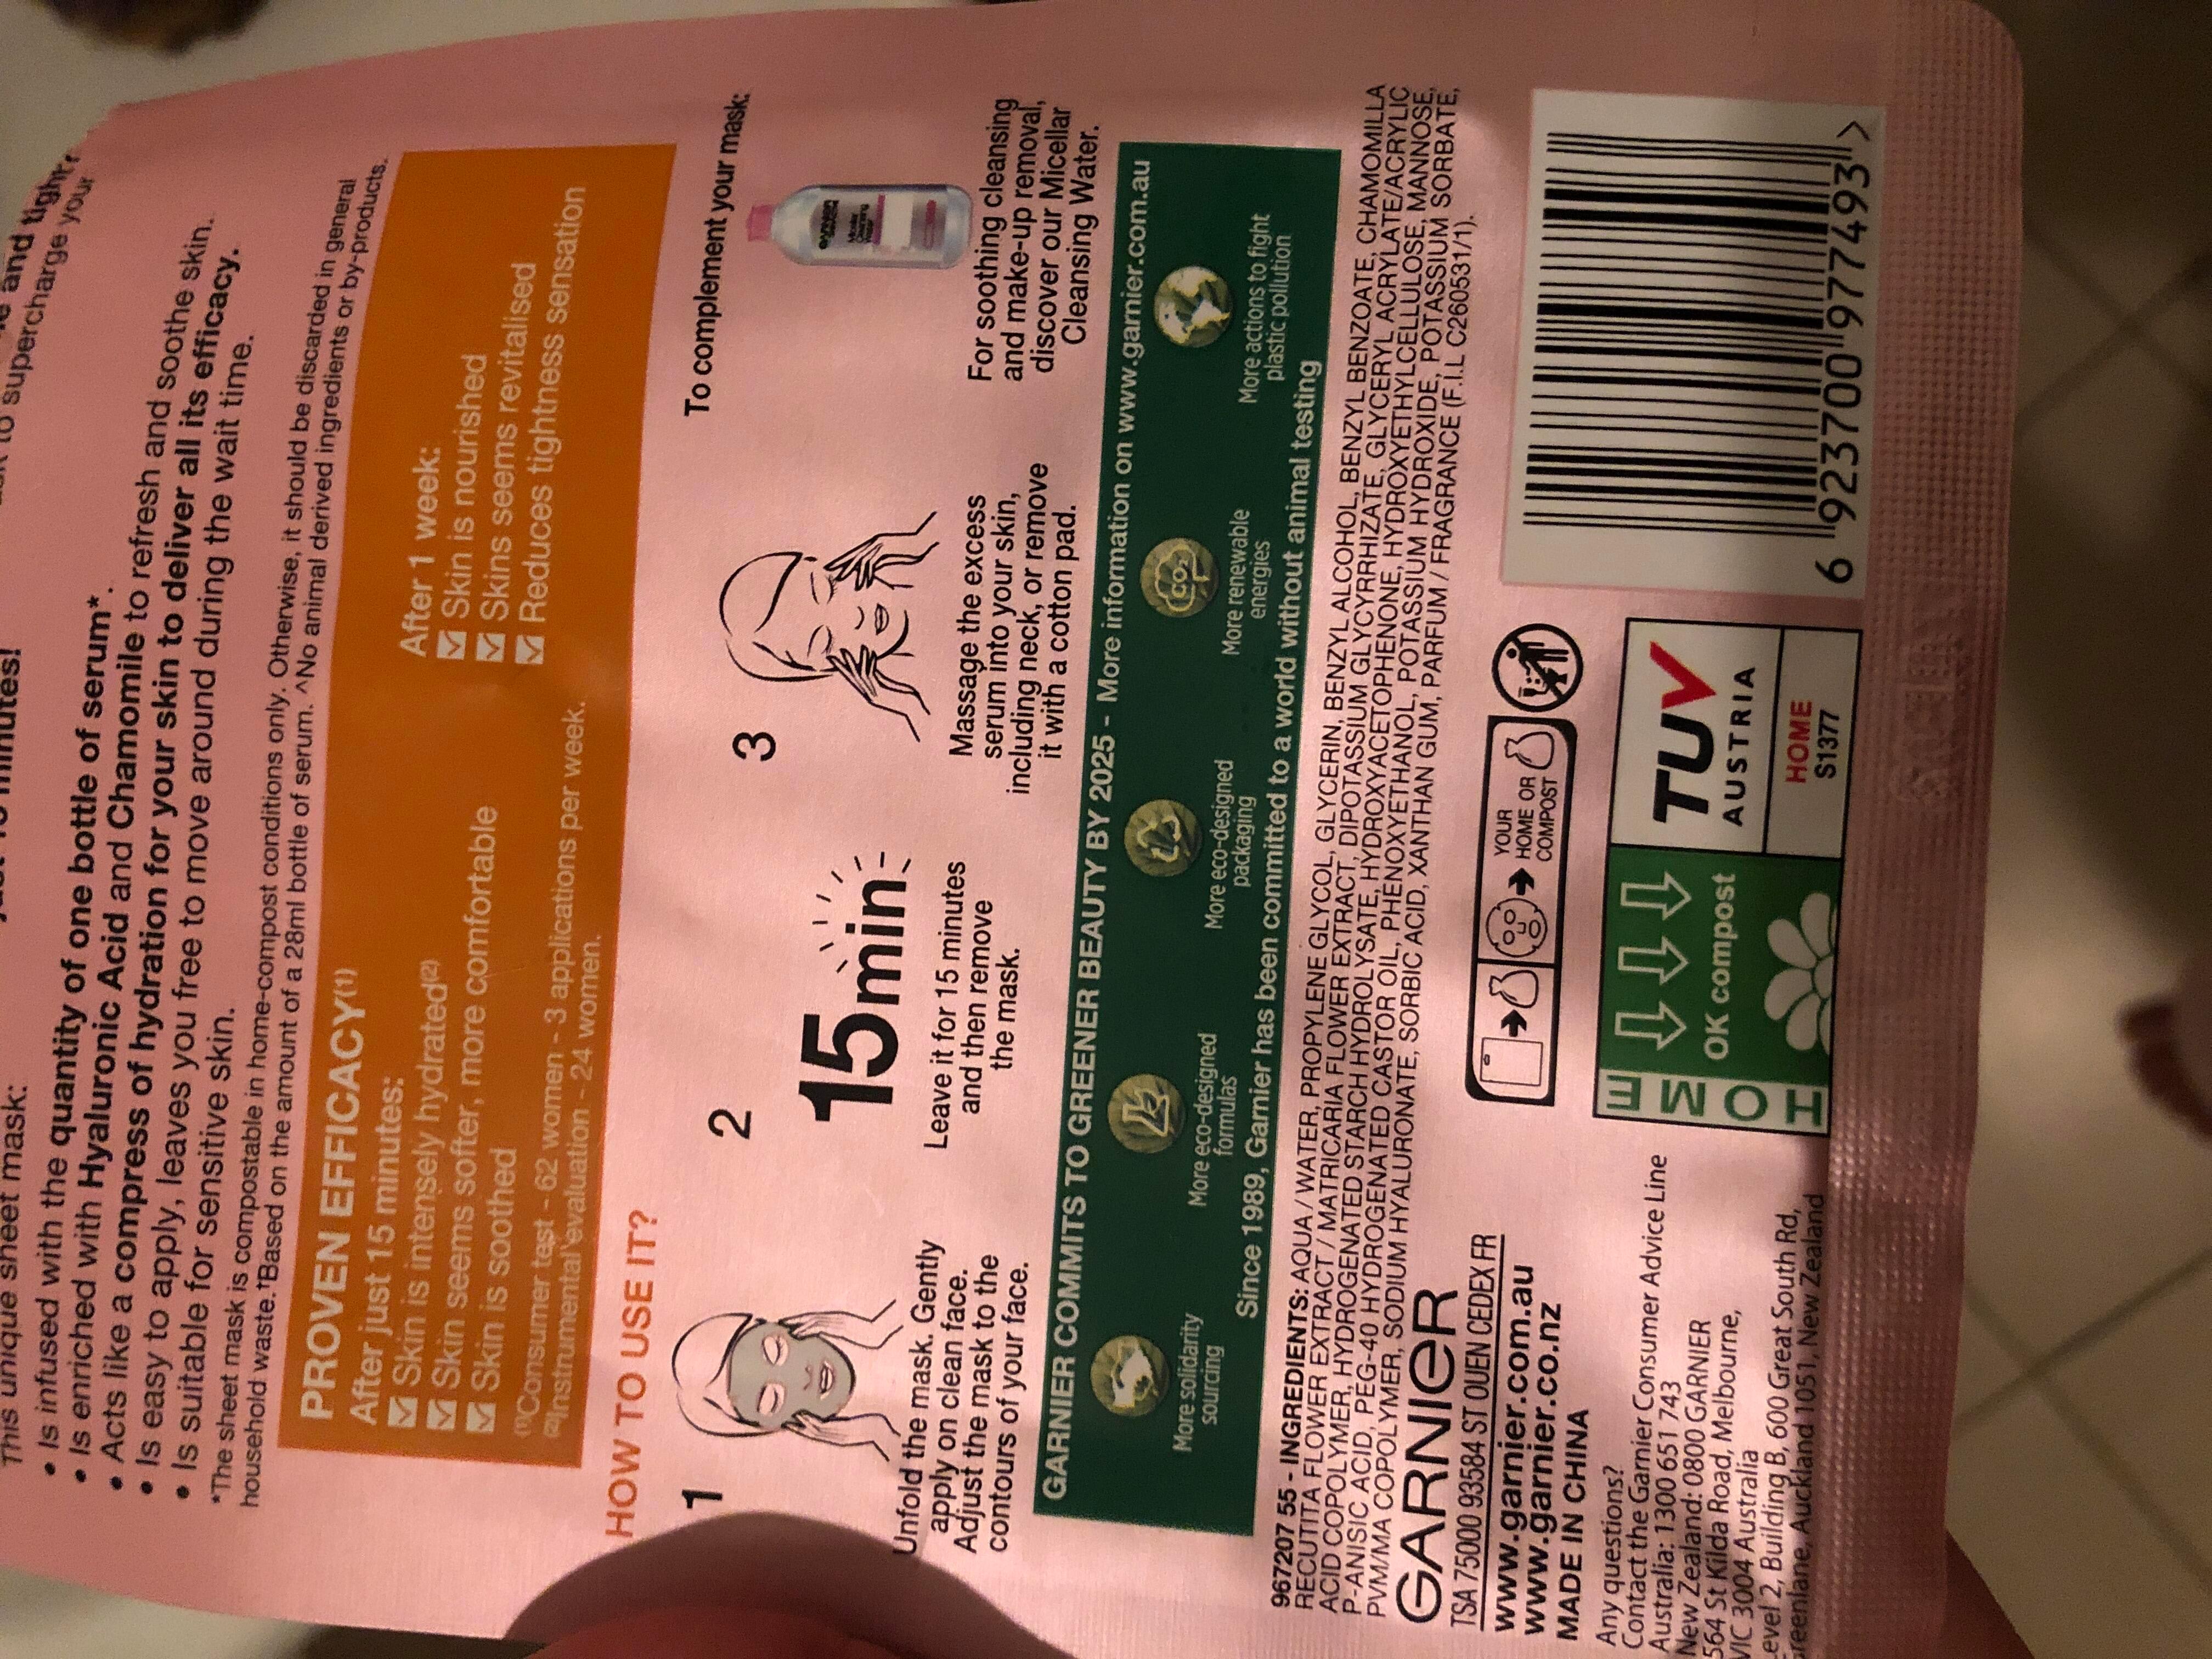 and tight
to supercharge your
minutes!
This unique sheet mask:
• Is infused with the quantity of one bottle of serum*.
• Is enriched with Hyaluronic Acid and Chamomile to refresh and soothe skin.
• Acts like a compress of hydration for your skin to deliver all its efficacy.
• Is easy to apply, leaves you free to move around during the wait time.
• Is suitable for sensitive skin.
*The sheet mask is compostable in home-compost conditions only. Otherwise, it should be discarded in general
household waste. †Based on the amount of a 28ml bottle of serum. ^No animal derived ingredients or by-products.
PROVEN EFFICACY(1)
After just 15 minutes:
Skin is intensely hydrated(2)
Skin seems softer, more comfortable
Skin is soothed
After 1 week:
Skin is nourished
Skins seems revitalised
Reduces tightness sensation
(1)Consumer test - 62 women - 3 applications per week.
(2)Instrumental evaluation - 24 women.
HOW TO USE IT?
1
Unfold the mask. Gently
apply on clean face.
Adjust the mask to the
contours of your face.
2
15min
Leave it for 15 minutes
and then remove
the mask.
3
Massage the excess
serum into your skin,
including neck, or remove
it with a cotton pad.
To complement your mask:
For soothing cleansing
and make-up removal,
discover our Micellar
Cleansing Water.
GARNIER COMMITS TO GREENER BEAUTY BY 2025 - More information on www.garnier.com.au
More solidarity
sourcing
More eco-designed
formulas
More eco-designed
packaging
CO2
More renewable
energies
More actions to fight
plastic pollution
Since 1989, Garnier has been committed to a world without animal testing
967207 55 - INGREDIENTS: AQUA / WATER, PROPYLENE GLYCOL, GLYCERIN, BENZYL ALCOHOL, BENZYL BENZOATE, CHAMOMILLA
RECUTITA FLOWER EXTRACT / MATRICARIA FLOWER EXTRACT, DIPOTASSIUM GLYCYRRHIZATE, GLYCERYL ACRYLATE/ACRYLIC
ACID COPOLYMER, HYDROGENATED STARCH HYDROLYSATE, HYDROXYACETOPHENONE, HYDROXYETHYLCELLULOSE, MANNOSE,
P-ANISIC ACID, PEG-40 HYDROGENATED CASTOR OIL, PHENOXYETHANOL, POTASSIUM HYDROXIDE, POTASSIUM SORBATE,
PVM/MA COPOLYMER, SODIUM HYALURONATE, SORBIC ACID, XANTHAN GUM, PARFUM / FRAGRANCE (F.I.L C260531/1).
GARNIER
TSA 75000 93584 ST OUEN CEDEX FR
www.garnier.com.au
www.garnier.co.nz
MADE IN CHINA
Any questions?
Contact the Garnier Consumer Advice Line
Australia: 1300 651 743
New Zealand: 0800 GARNIER
564 St Kilda Road, Melbourne,
VIC 3004 Australia
Level 2, Building B, 600 Great South Rd,
Greenlane, Auckland 1051, New Zealand
YOUR
HOME OR
COMPOST
HOME
OK compost
TUV
AUSTRIA
HOME
S1377
6 923700 977493 >